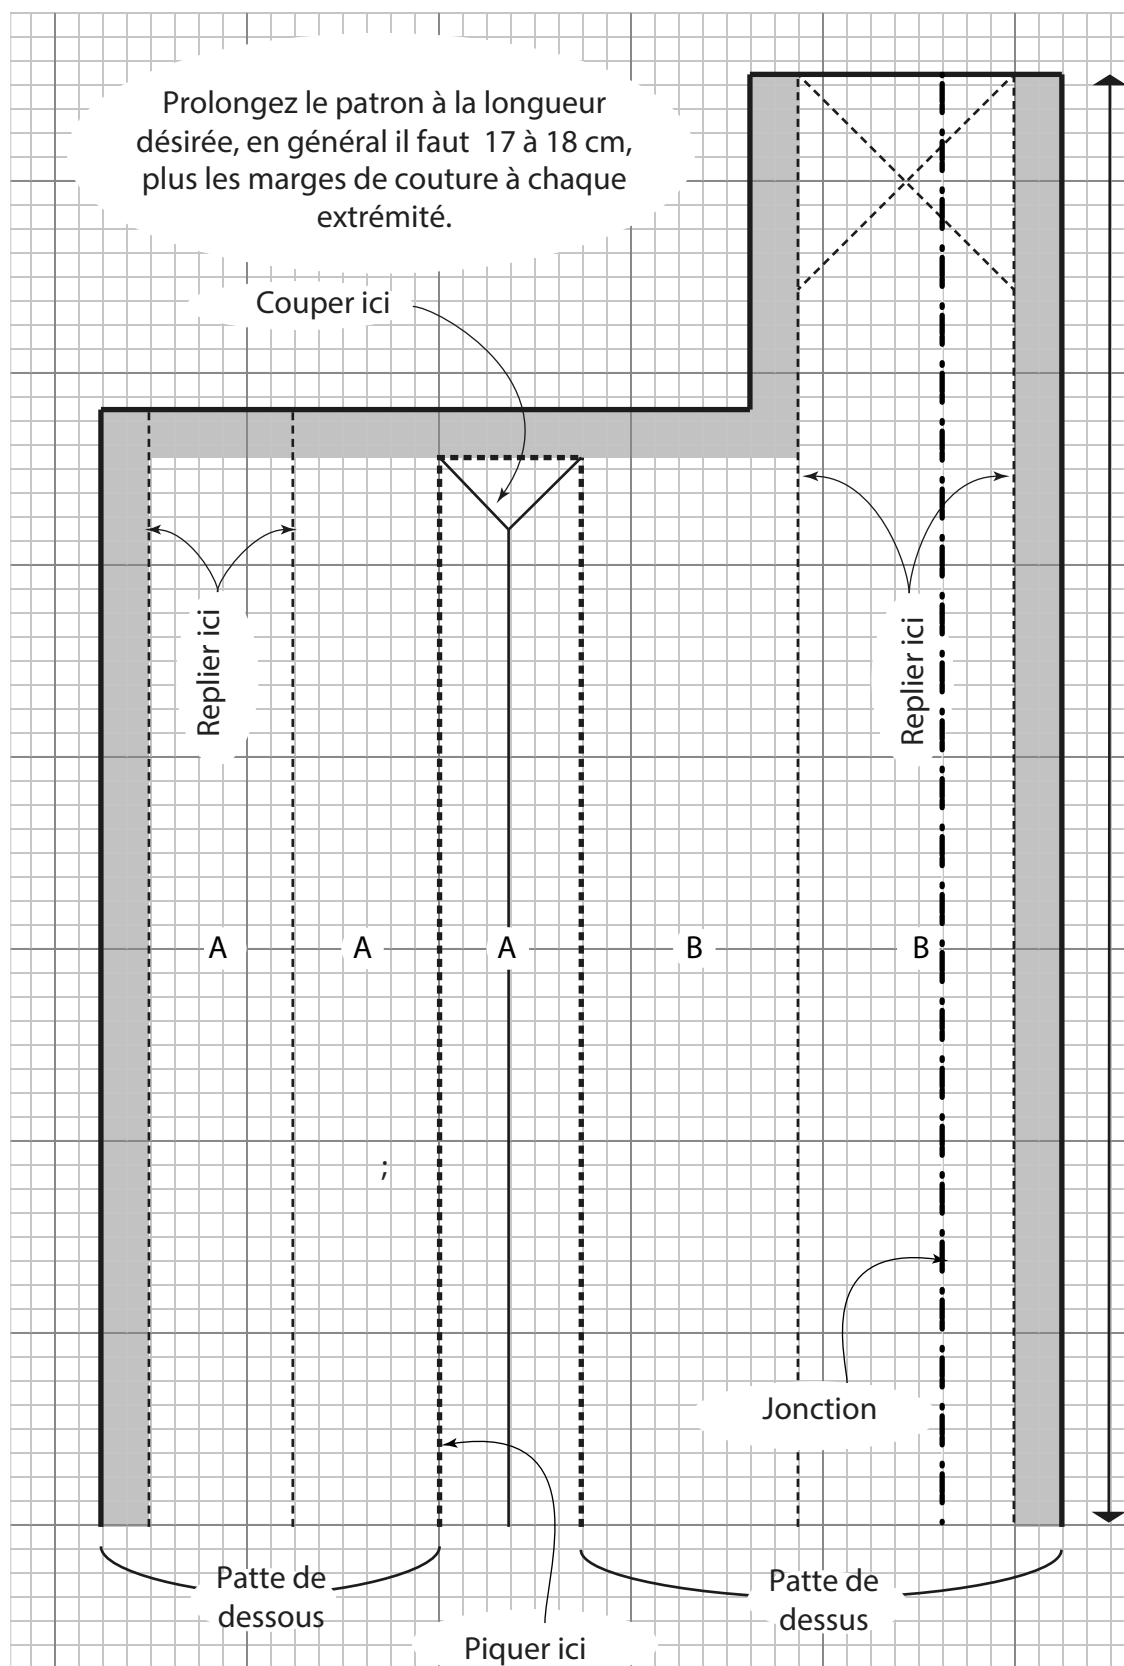 Prolongez le patron à la longueur
désirée, en général il faut 17 à 18 cm,
plus les marges de couture à chaque
extrémité.
Couper ici
Replier ici
Replier ici
A
A
A
B
B
;
Jonction
Patte de
dessous
Patte de
dessus
Piquer ici